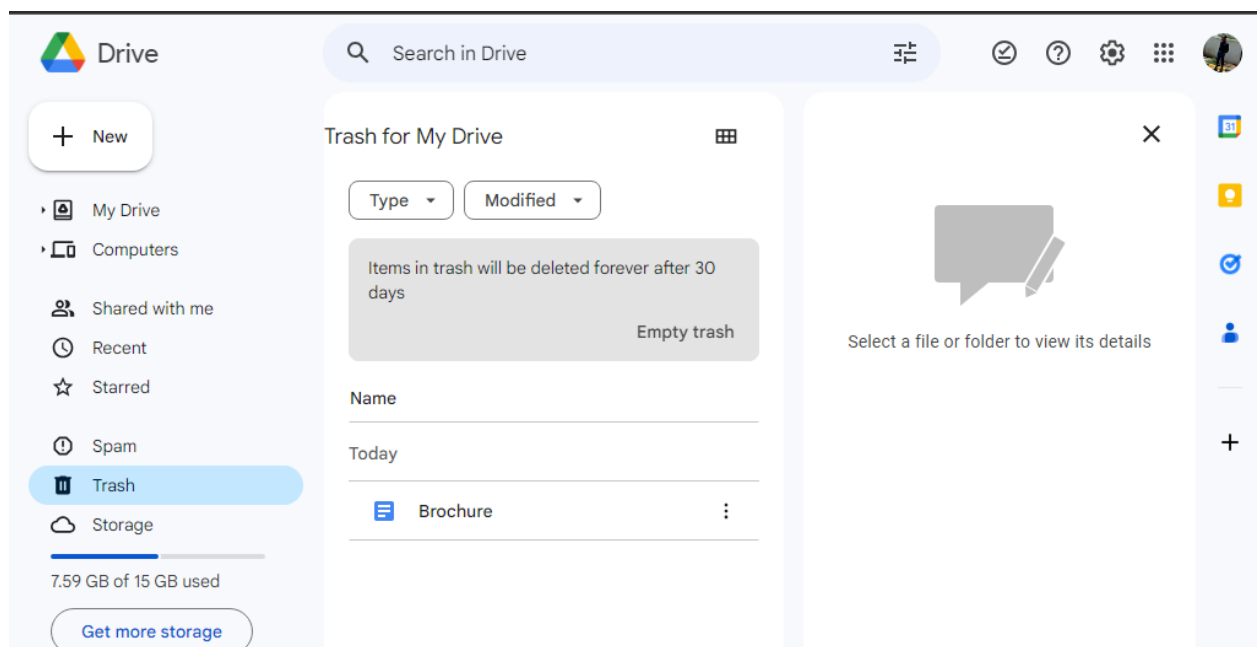 Drive
Search in Drive
New
My Drive
Computers
Shared with me
Recent
Starred
Spam
Trash
Storage
7.59 GB of 15 GB used
Get more storage
Trash for My Drive
Type
Modified
Items in trash will be deleted forever after 30
days
Empty trash
Name
Today
Brochure
Select a file or folder to view its details
31